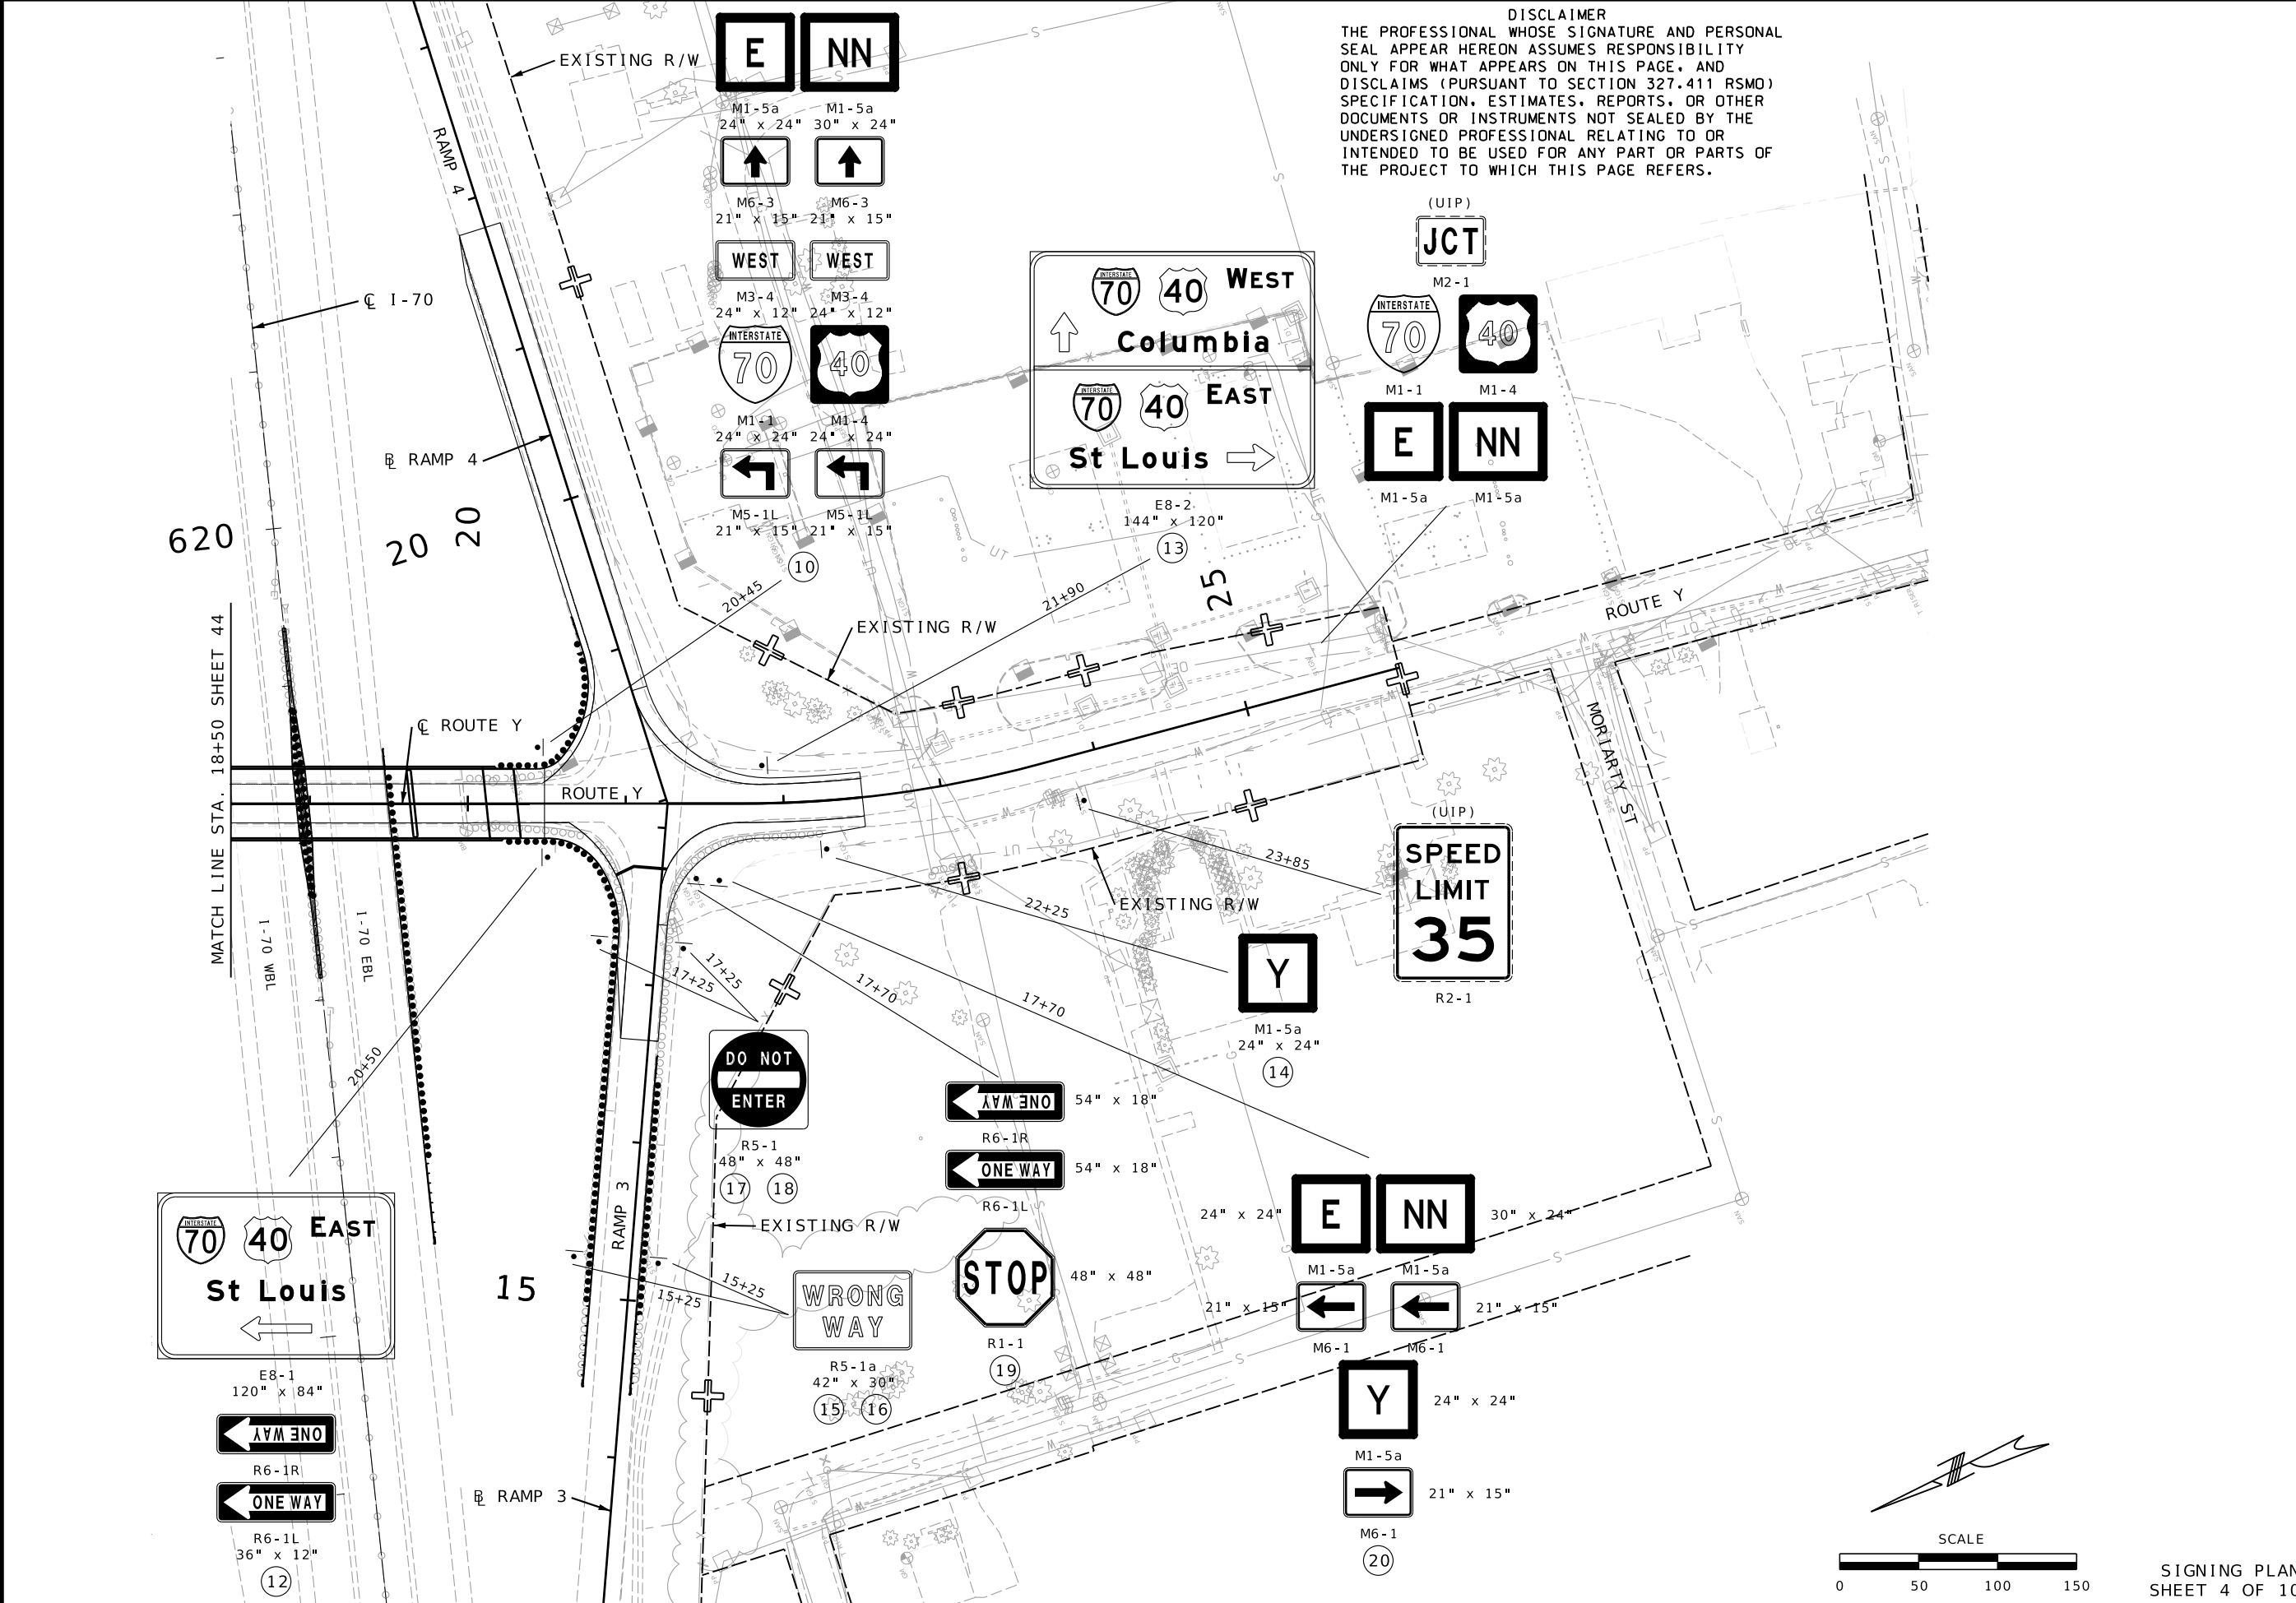 DISCLAIMER
THE PROFESSIONAL WHOSE SIGNATURE AND PERSONAL
SEAL APPEAR HEREON ASSUMES RESPONSIBILITY
ONLY FOR WHAT APPEARS ON THIS PAGE, AND
DISCLAIMS (PURSUANT TO SECTION 327.411 RSMO)
SPECIFICATION, ESTIMATES, REPORTS, OR OTHER
DOCUMENTS OR INSTRUMENTS NOT SEALED BY THE
UNDERSIGNED PROFESSIONAL RELATING TO OR
INTENDED TO BE USED FOR ANY PART OR PARTS OF
THE PROJECT TO WHICH THIS PAGE REFERS.
EXISTING R/W
E NN
M1-5a M1-5a
24" x 24" 30" x 24"
M6-3 M6-3
21" x 15" 21" x 15"
WEST WEST
M3-4 M3-4
24" x 12" 24" x 12"
INTERSTATE
70 40
M1-1 M1-4
24" x 24" 24" x 24"
M5-1L M5-1L
21" x 15" 21" x 15"
10
20+45
RAMP 4
℄ I-70
B RAMP 4
620
20
20
INTERSTATE
70 40 WEST
Columbia
INTERSTATE
70 40 EAST
St Louis
E8-2
144" x 120"
13
21+90
25
(UIP)
JCT
M2-1
INTERSTATE
70 40
M1-1 M1-4
E NN
M1-5a M1-5a
ROUTE Y
EXISTING R/W
MORIARTY ST
MATCH LINE STA. 18+50 SHEET 44
℄ ROUTE Y
ROUTE Y
I-70 WBL
I-70 EBL
(UIP)
SPEED
LIMIT
35
R2-1
23+85
EXISTING R/W
22+25
Y
M1-5a
24" x 24"
14
17+25
17+25
17+70
17+70
DO NOT
ENTER
R5-1
48" x 48"
17 18
EXISTING R/W
ONE WAY 54" x 18"
R6-1R
ONE WAY 54" x 18"
R6-1L
STOP 48" x 48"
R1-1
19
20+50
INTERSTATE
70 40 EAST
St Louis
E8-1
120" x 84"
ONE WAY
R6-1R
ONE WAY
R6-1L
36" x 12"
12
15
RAMP 3
15+25
15+25
WRONG
WAY
R5-1a
42" x 30"
15 16
B RAMP 3
24" x 24" E NN 30" x 24"
M1-5a M1-5a
21" x 15" 21" x 15"
M6-1 M6-1
Y 24" x 24"
M1-5a
21" x 15"
M6-1
20
SCALE
0 50 100 150
SIGNING PLAN
SHEET 4 OF 10